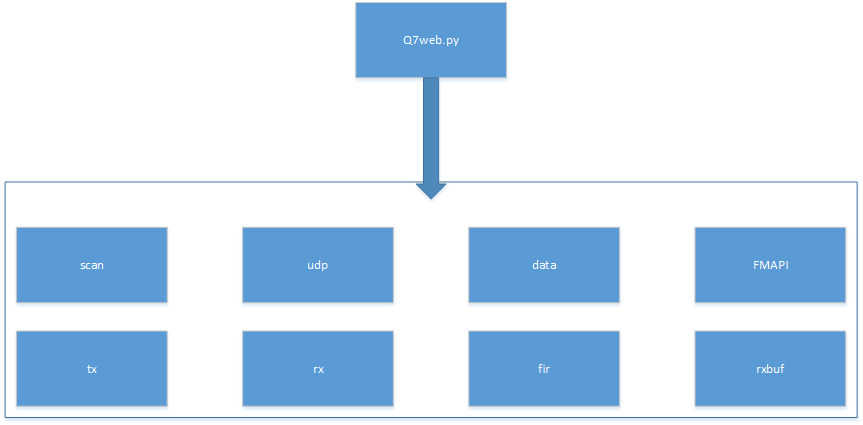 Q7web.py
scan
udp
data
FMAPI
tx
rx
fir
rxbuf